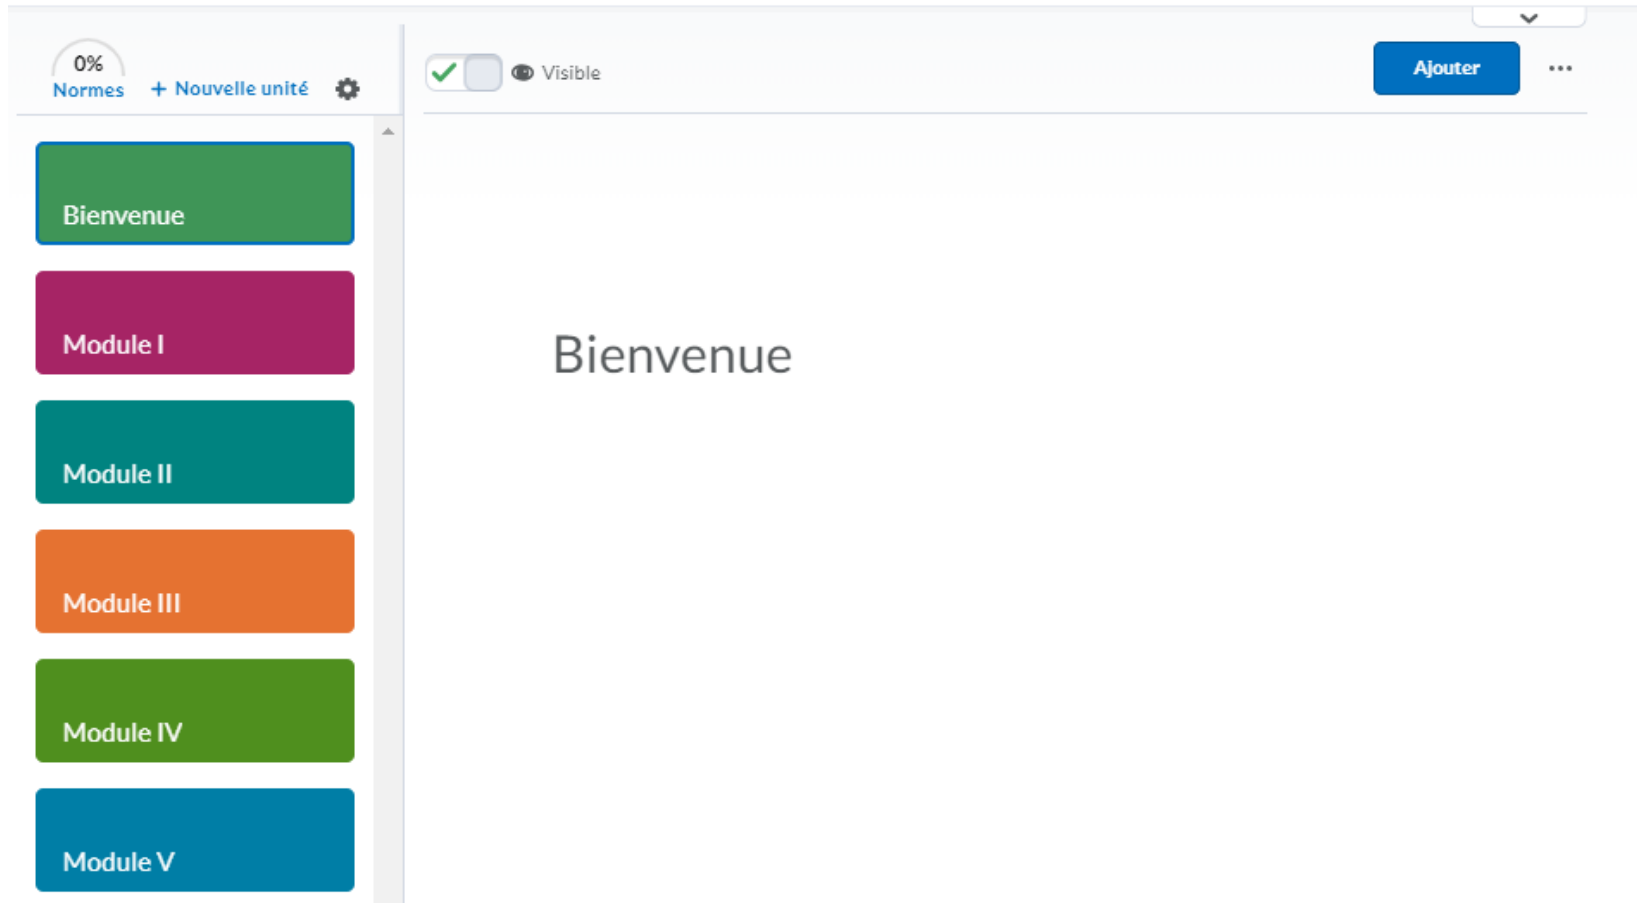 0%
Normes
+ Nouvelle unité
Bienvenue
Module I
Module II
Module III
Module IV
Module V
Visible
Ajouter
Bienvenue